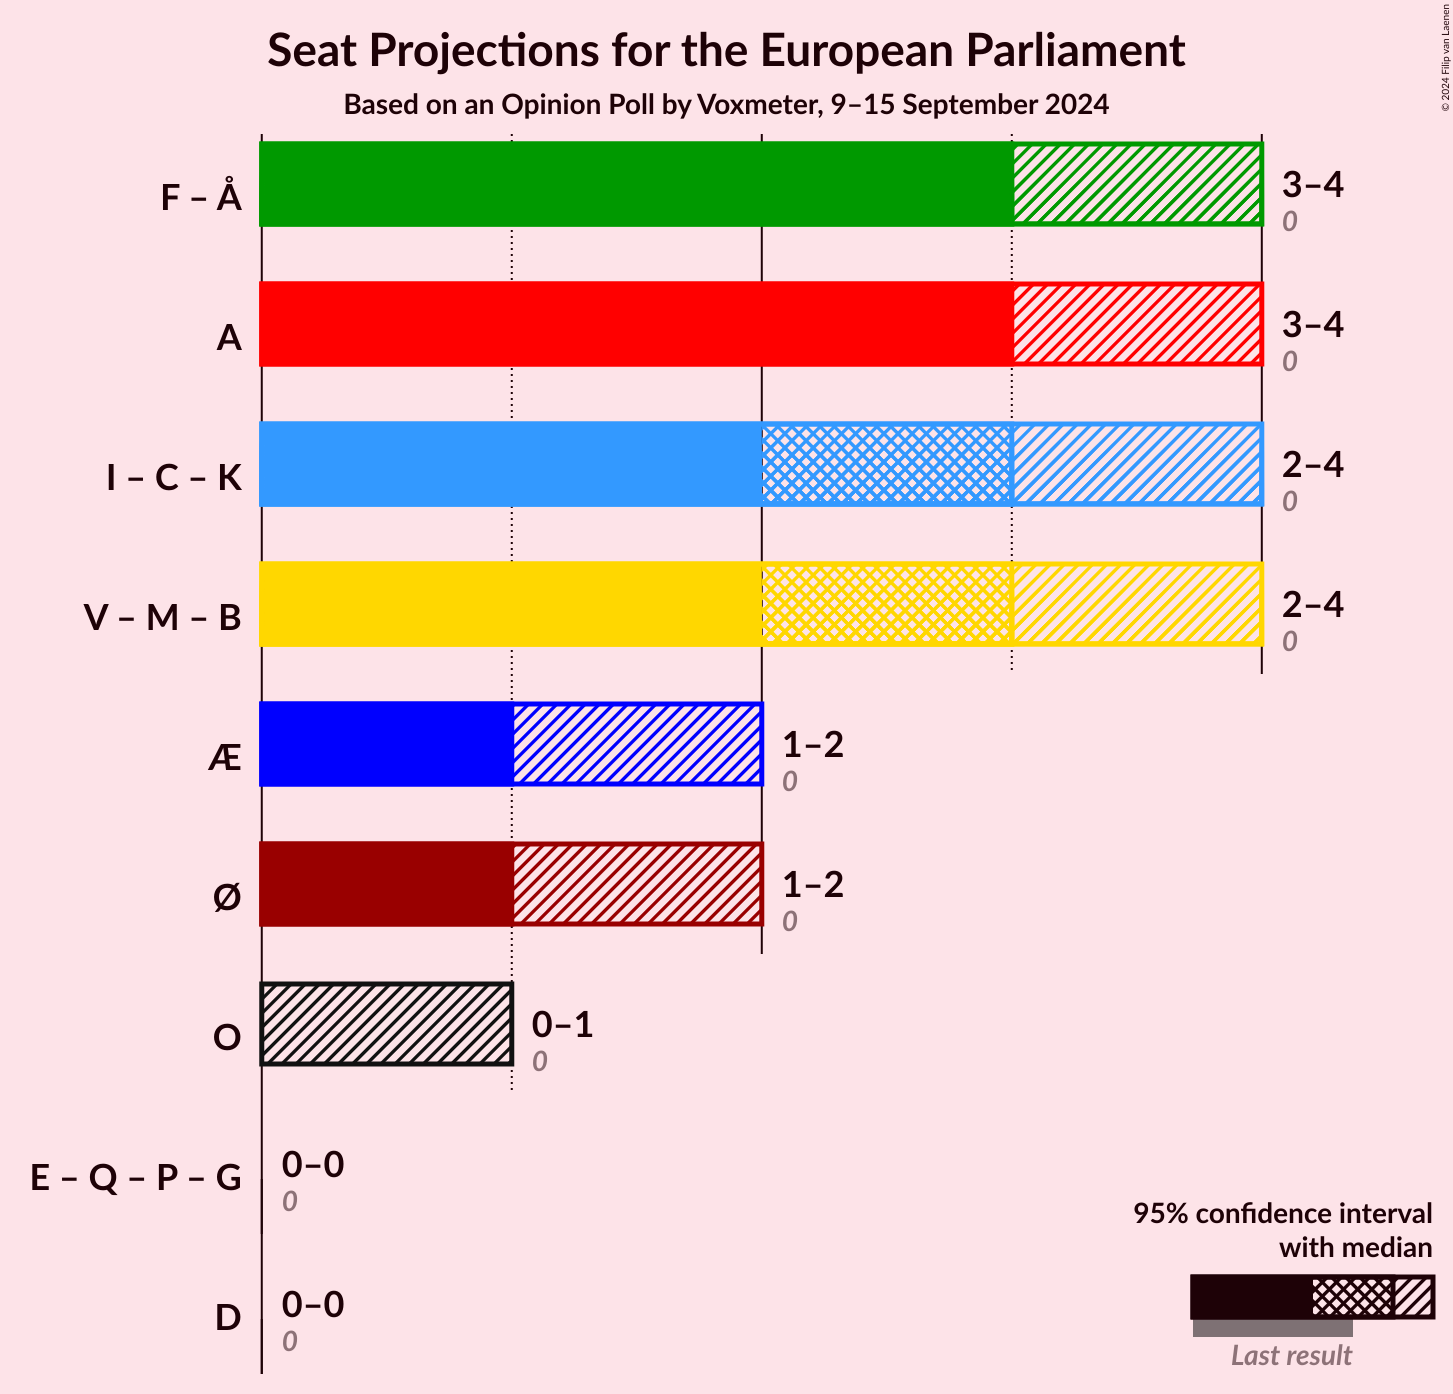 Seat Projections for the European Parliament
Based on an Opinion Poll by Voxmeter, 9–15 September 2024
© 2024 Filip van Laenen
F – Å
3–4
0
A
3–4
0
I – C – K
2–4
0
V – M – B
2–4
0
Æ
1–2
0
Ø
1–2
0
O
0–1
0
E – Q – P – G
0–0
0
D
0–0
0
95% confidence interval
with median
Last result